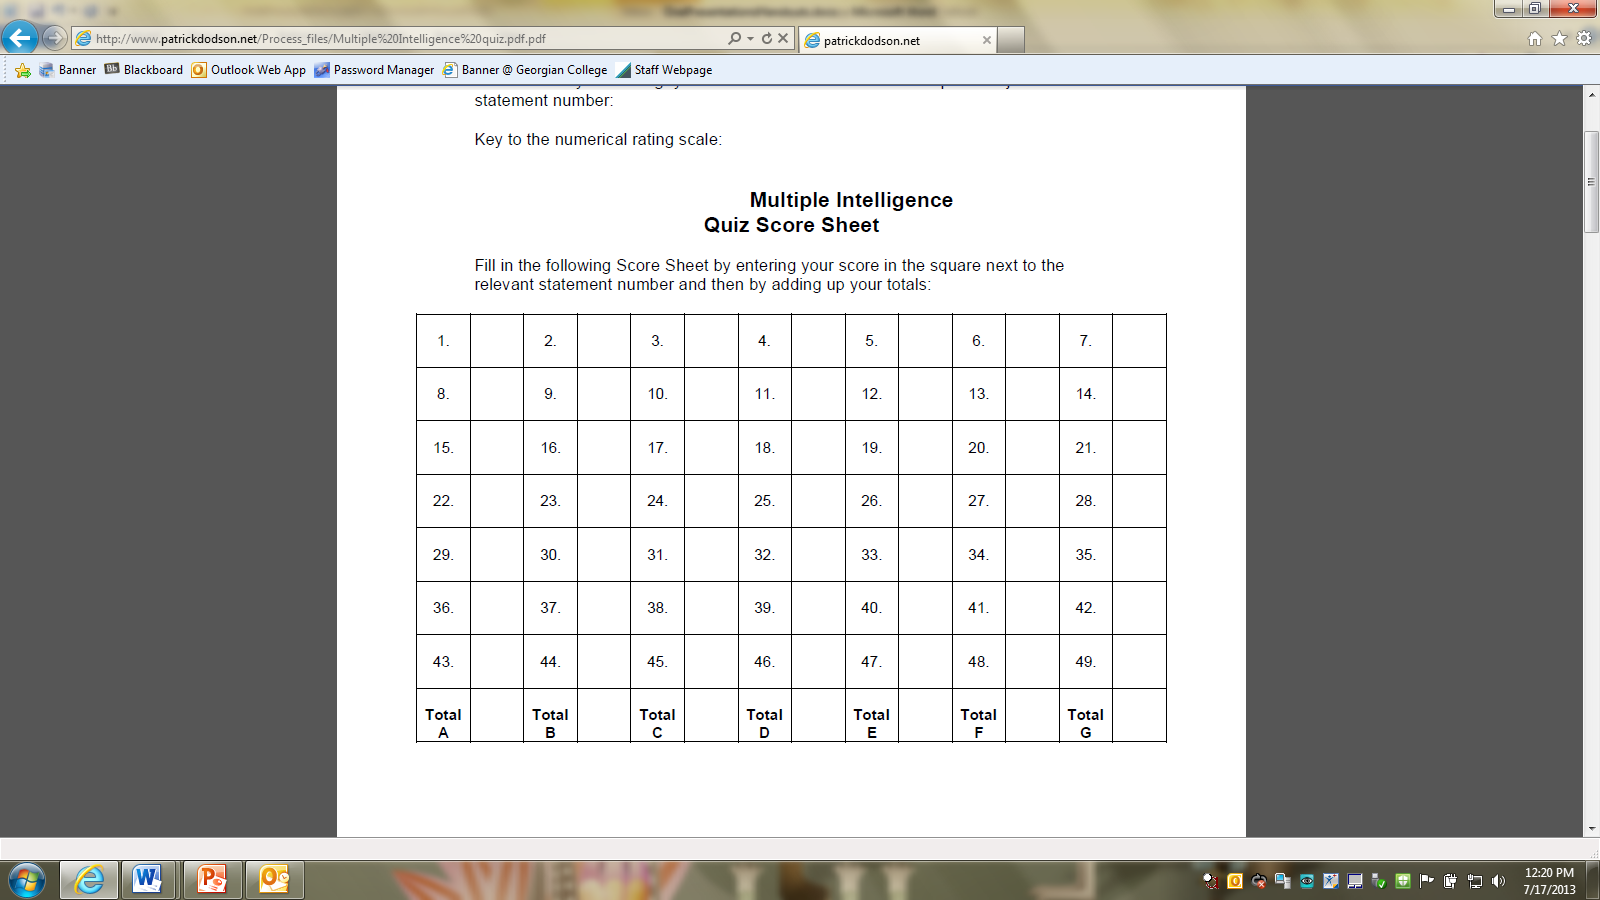 http://www.patrickdodson.net/Process_files/Multiple%20Intelligence%20quiz.pdf.pdf
patrickdodson.net
Banner
Bb Blackboard
Outlook Web App
Password Manager
Banner @ Georgian College
Staff Webpage
statement number:
Key to the numerical rating scale:
Multiple Intelligence
Quiz Score Sheet
Fill in the following Score Sheet by entering your score in the square next to the
relevant statement number and then by adding up your totals:
1. 2. 3. 4. 5. 6. 7.
8. 9. 10. 11. 12. 13. 14.
15. 16. 17. 18. 19. 20. 21.
22. 23. 24. 25. 26. 27. 28.
29. 30. 31. 32. 33. 34. 35.
36. 37. 38. 39. 40. 41. 42.
43. 44. 45. 46. 47. 48. 49.
Total Total Total Total Total Total Total
A B C D E F G
12:20 PM
7/17/2013